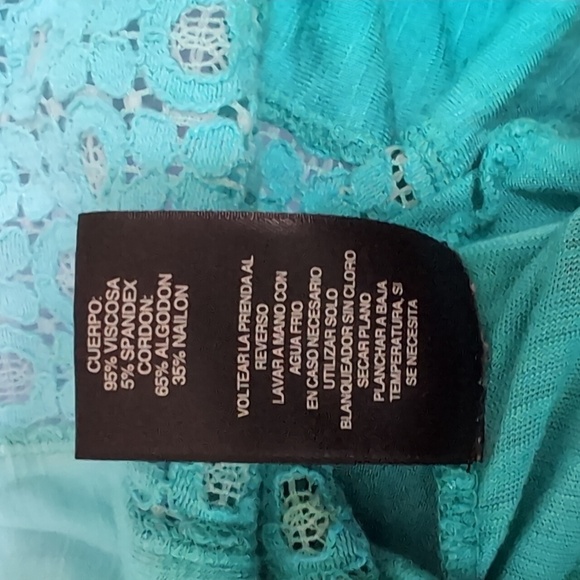 CUERPO:
95% VISCOSA
5% SPANDEX
CORDON:
65% ALGODON
35% NAILON
VOLTEAR LA PRENDA AL
REVERSO
LAVAR A MANO CON
AGUA FRIO
EN CASO NECESARIO
UTILIZAR SOLO
BLANQUEADOR SIN CLORO
SECAR PLANO
PLANCHAR A BAJA
TEMPERATURA, SI
SE NECESITA